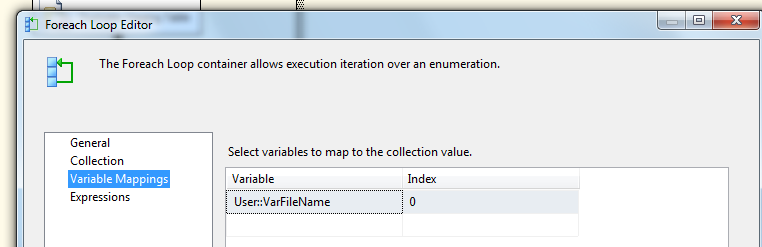 Foreach Loop Editor
The Foreach Loop container allows execution iteration over an enumeration.
General
Collection
Variable Mappings
Expressions
Select variables to map to the collection value.
Variable Index
User::VarFileName 0